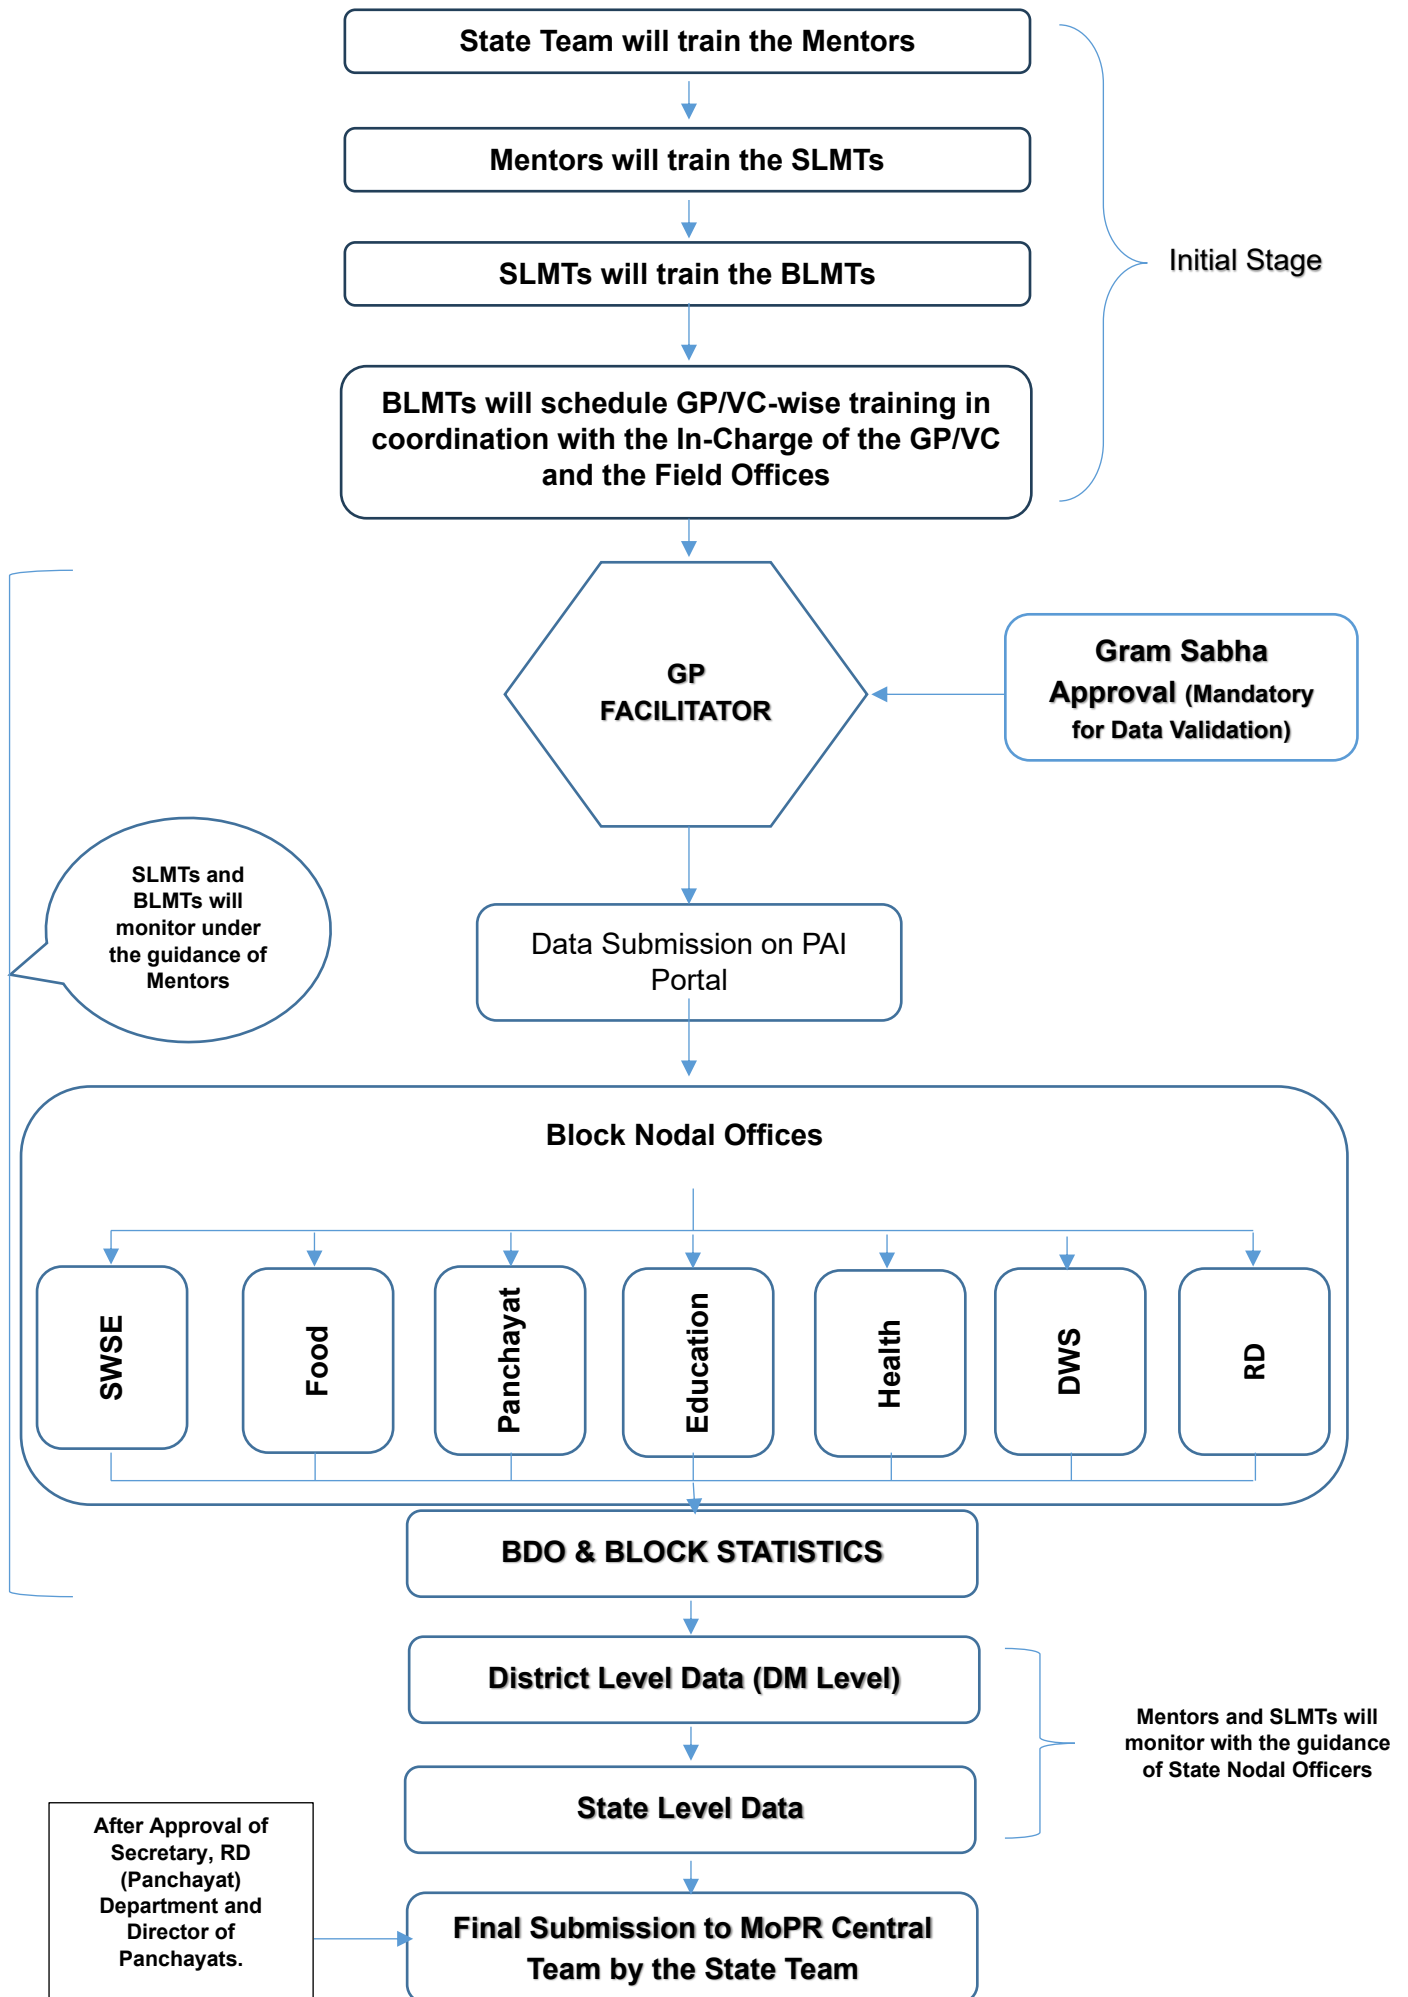 State Team will train the Mentors
Mentors will train the SLMTs
SLMTs will train the BLMTs
Initial Stage
BLMTs will schedule GP/VC-wise training in
coordination with the In-Charge of the GP/VC
and the Field Offices
GP
FACILITATOR
Gram Sabha
Approval (Mandatory
for Data Validation)
SLMTs and
BLMTs will
monitor under
the guidance of
Mentors
Data Submission on PAI
Portal
Block Nodal Offices
SWSE
Food
Panchayat
Education
Health
DWS
RD
BDO & BLOCK STATISTICS
District Level Data (DM Level)
Mentors and SLMTs will
monitor with the guidance
of State Nodal Officers
State Level Data
After Approval of
Secretary, RD
(Panchayat)
Department and
Director of
Panchayats.
Final Submission to MoPR Central
Team by the State Team